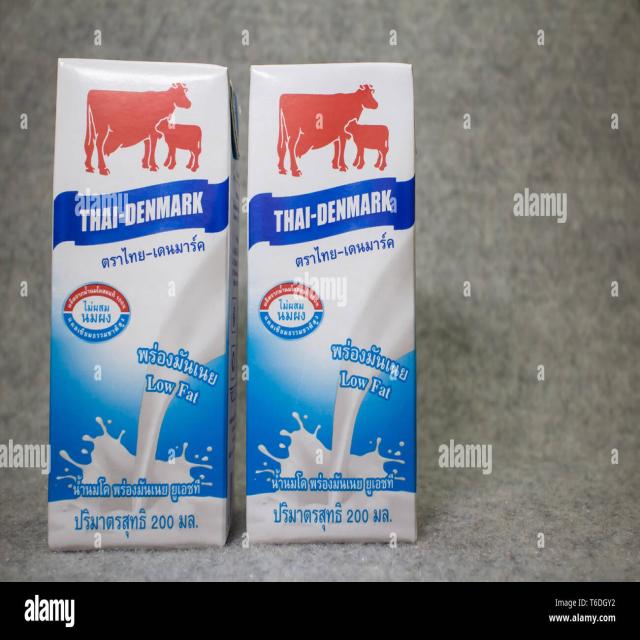 THAI-DENMARK
ตราไทย-เดนมาร์ค
ไม่ผสม
นมผง
พร่องมันเนย
Low Fat
น้ำนมโค พร่องมันเนย ยูเอชที
ปริมาตรสุทธิ 200 มล.
THAI-DENMARK
ตราไทย-เดนมาร์ค
ไม่ผสม
นมผง
พร่องมันเนย
Low Fat
น้ำนมโค พร่องมันเนย ยูเอชที
ปริมาตรสุทธิ 200 มล.
alamy
alamy
alamy
alamy
alamy
alamy
Image ID: T6DGY2
www.alamy.com